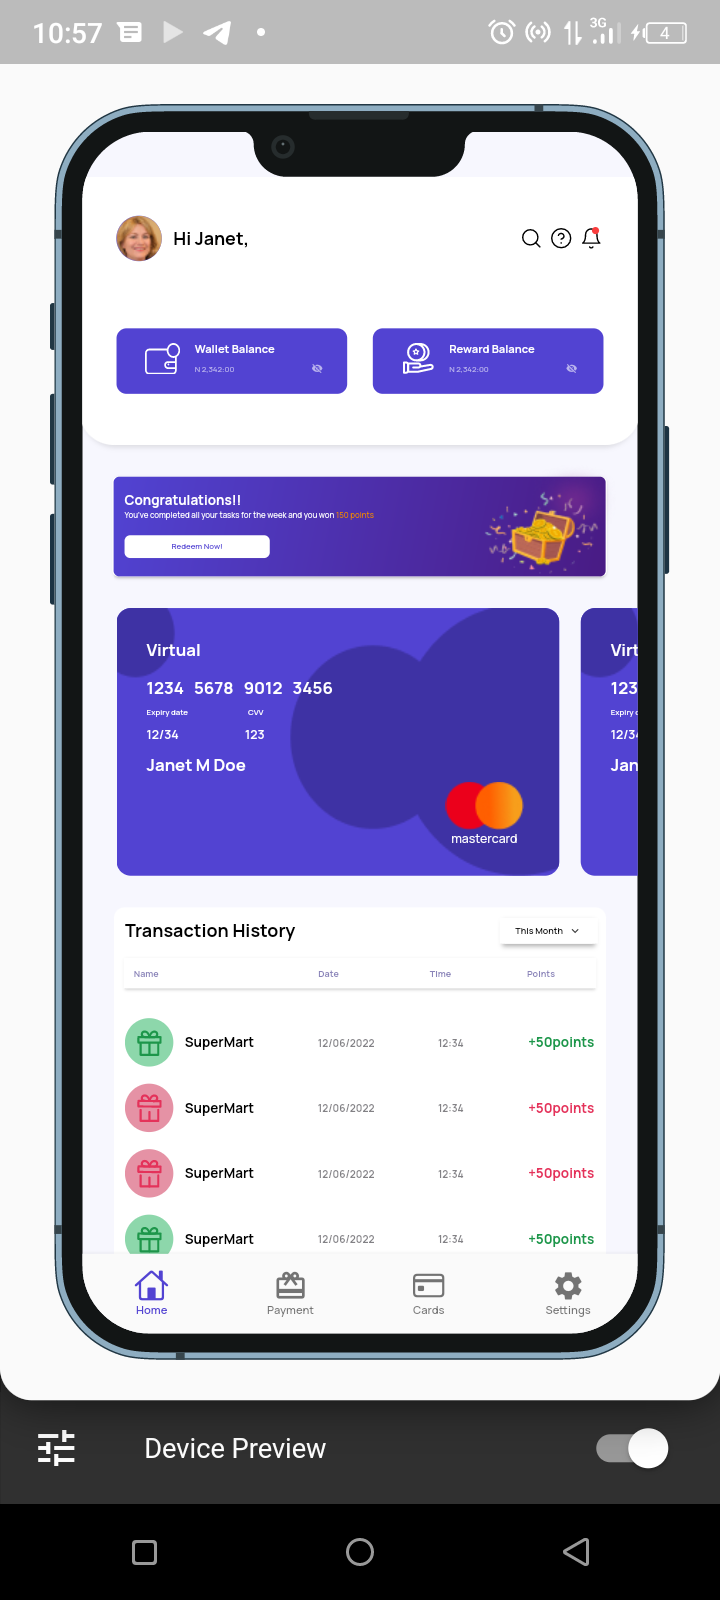 10:57
3G
4
Hi Janet,
Wallet Balance
N 2,342:00
Reward Balance
N 2,342:00
Congratulations!!
You've completed all your tasks for the week and you won 150 points
Redeem Now!
Virtual
1234 5678 9012 3456
Expiry date CVV
12/34 123
Janet M Doe
mastercard
Virt
123
Expiry
12/34
Jan
Transaction History
This Month
Name Date Time Points
SuperMart 12/06/2022 12:34 +50points
SuperMart 12/06/2022 12:34 +50points
SuperMart 12/06/2022 12:34 +50points
SuperMart 12/06/2022 12:34 +50points
Home Payment Cards Settings
Device Preview